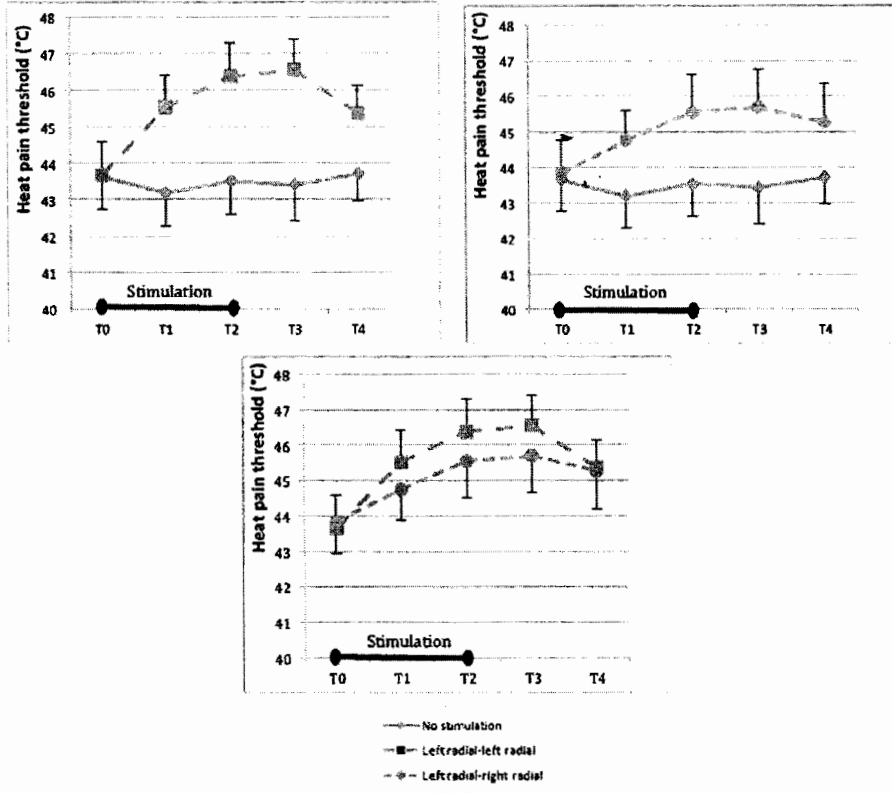 Heat pain threshold (°C)
48
47
46
45
44
43
42
41
40
Stimulation
T0 T1 T2 T3 T4
Heat pain threshold (°C)
48
47
46
45
44
43
42
41
40
Stimulation
T0 T1 T2 T3 T4
Heat pain threshold (°C)
48
47
46
45
44
43
42
41
40
Stimulation
T0 T1 T2 T3 T4
No stimulation
Left radial-left radial
Left radial-right radial